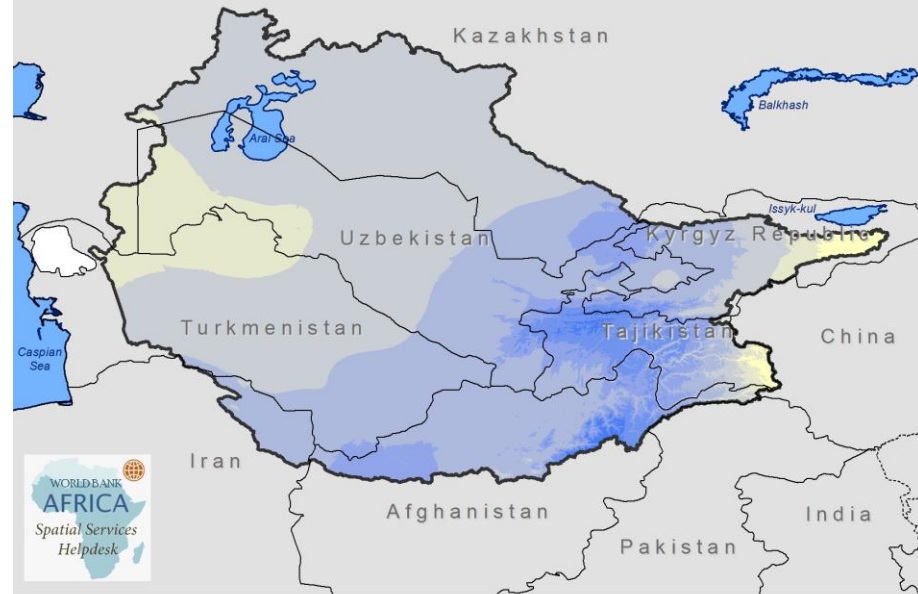 Kazakhstan
Balkhash
Aral Sea
Issyk-kul
Kyrgyz Republic
Uzbekistan
Turkmenistan
Tajikistan
China
Caspian
Sea
Iran
Afghanistan
India
Pakistan
WORLD BANK
AFRICA
Spatial Services
Helpdesk